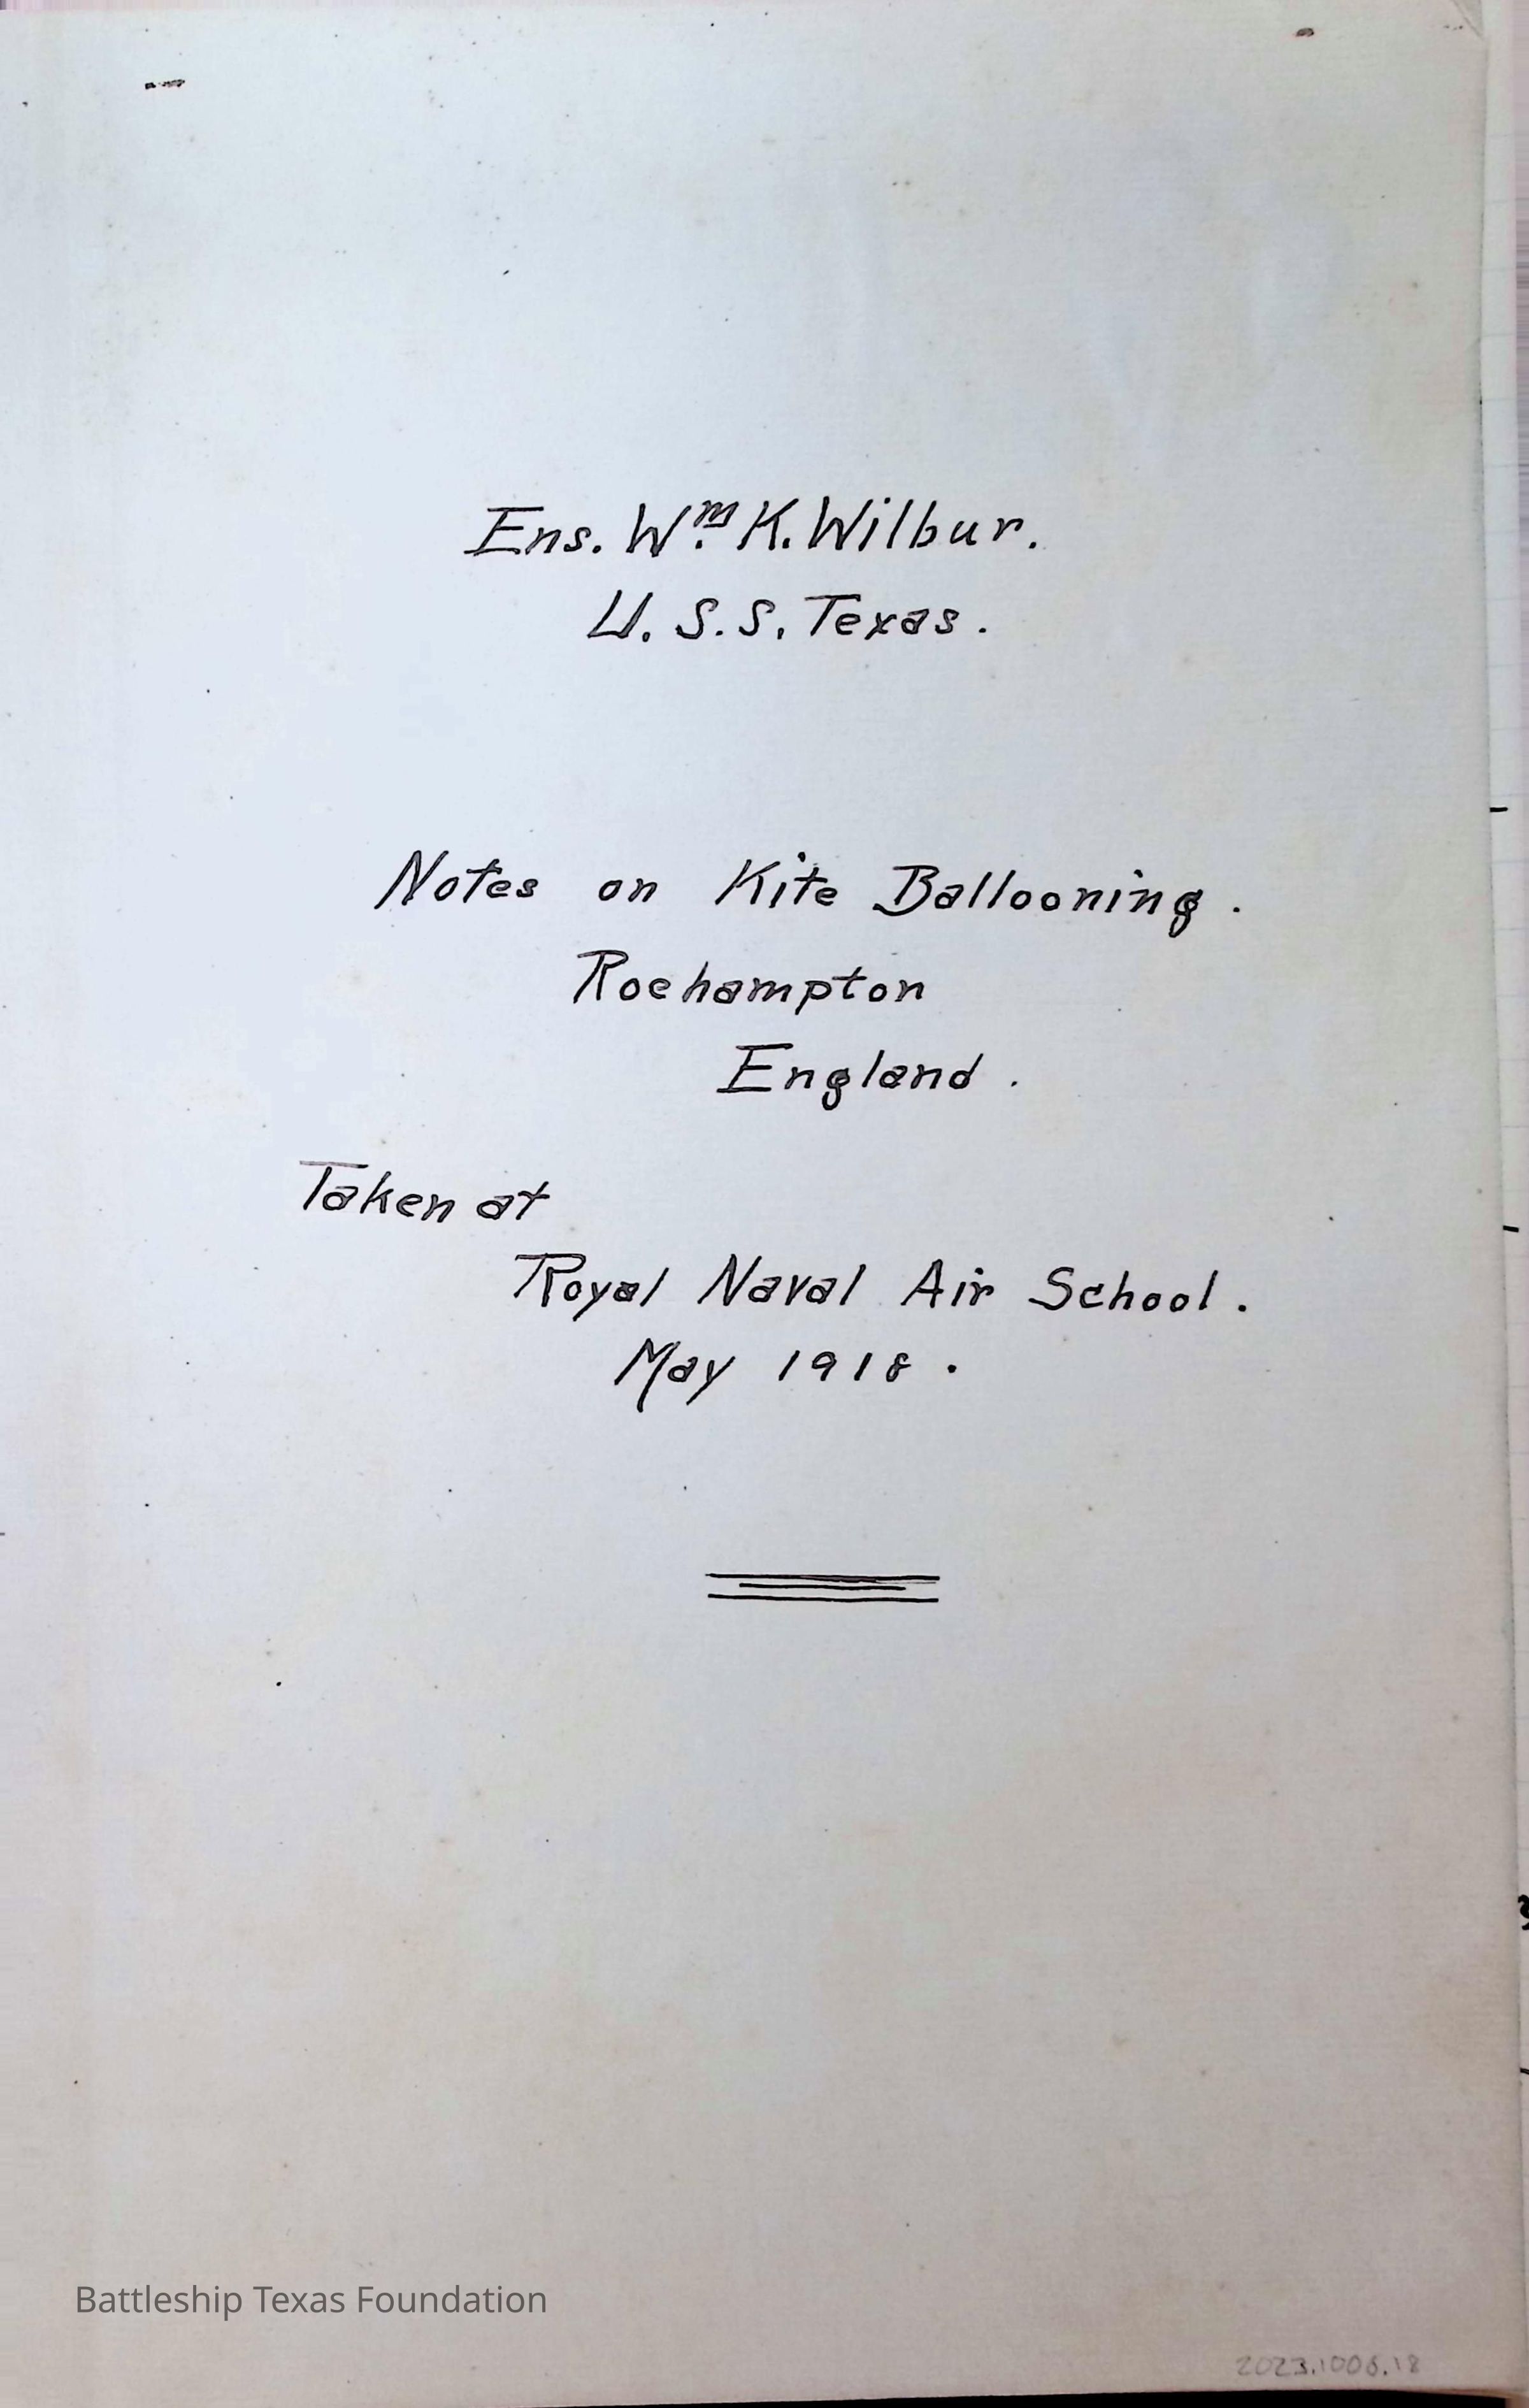 Ens. Wm. K. Wilbur.
U. S. S. Texas.
Notes on Kite Ballooning.
Roehampton
England.
Taken at
Royal Naval Air School.
May 1918.
Battleship Texas Foundation
2023.1006.18